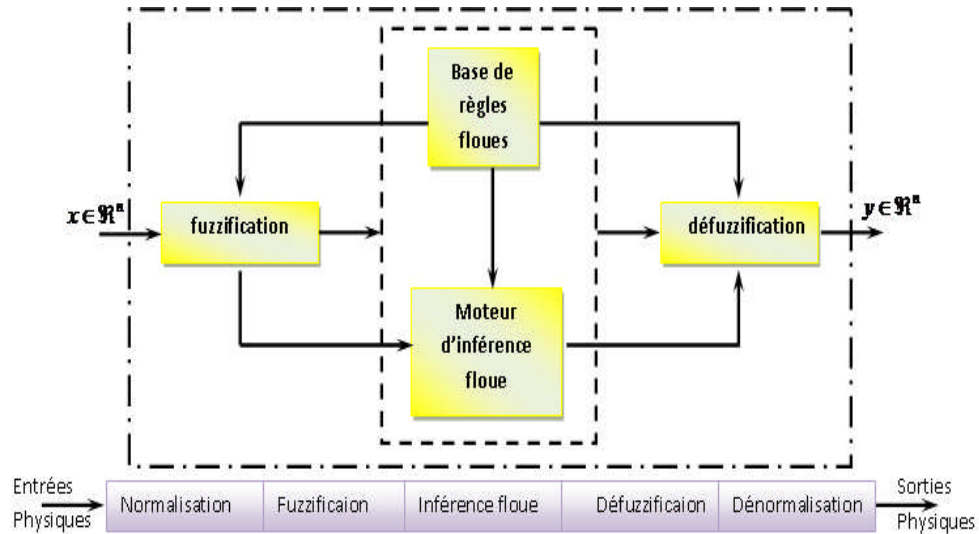 Base de
règles
floues
x∈ℜⁿ
fuzzification
défuzzification
y∈ℜⁿ
Moteur
d'inférence
floue
Entrées
Physiques
Normalisation
Fuzzificaion
Inférence floue
Défuzzificaion
Dénormalisation
Sorties
Physiques